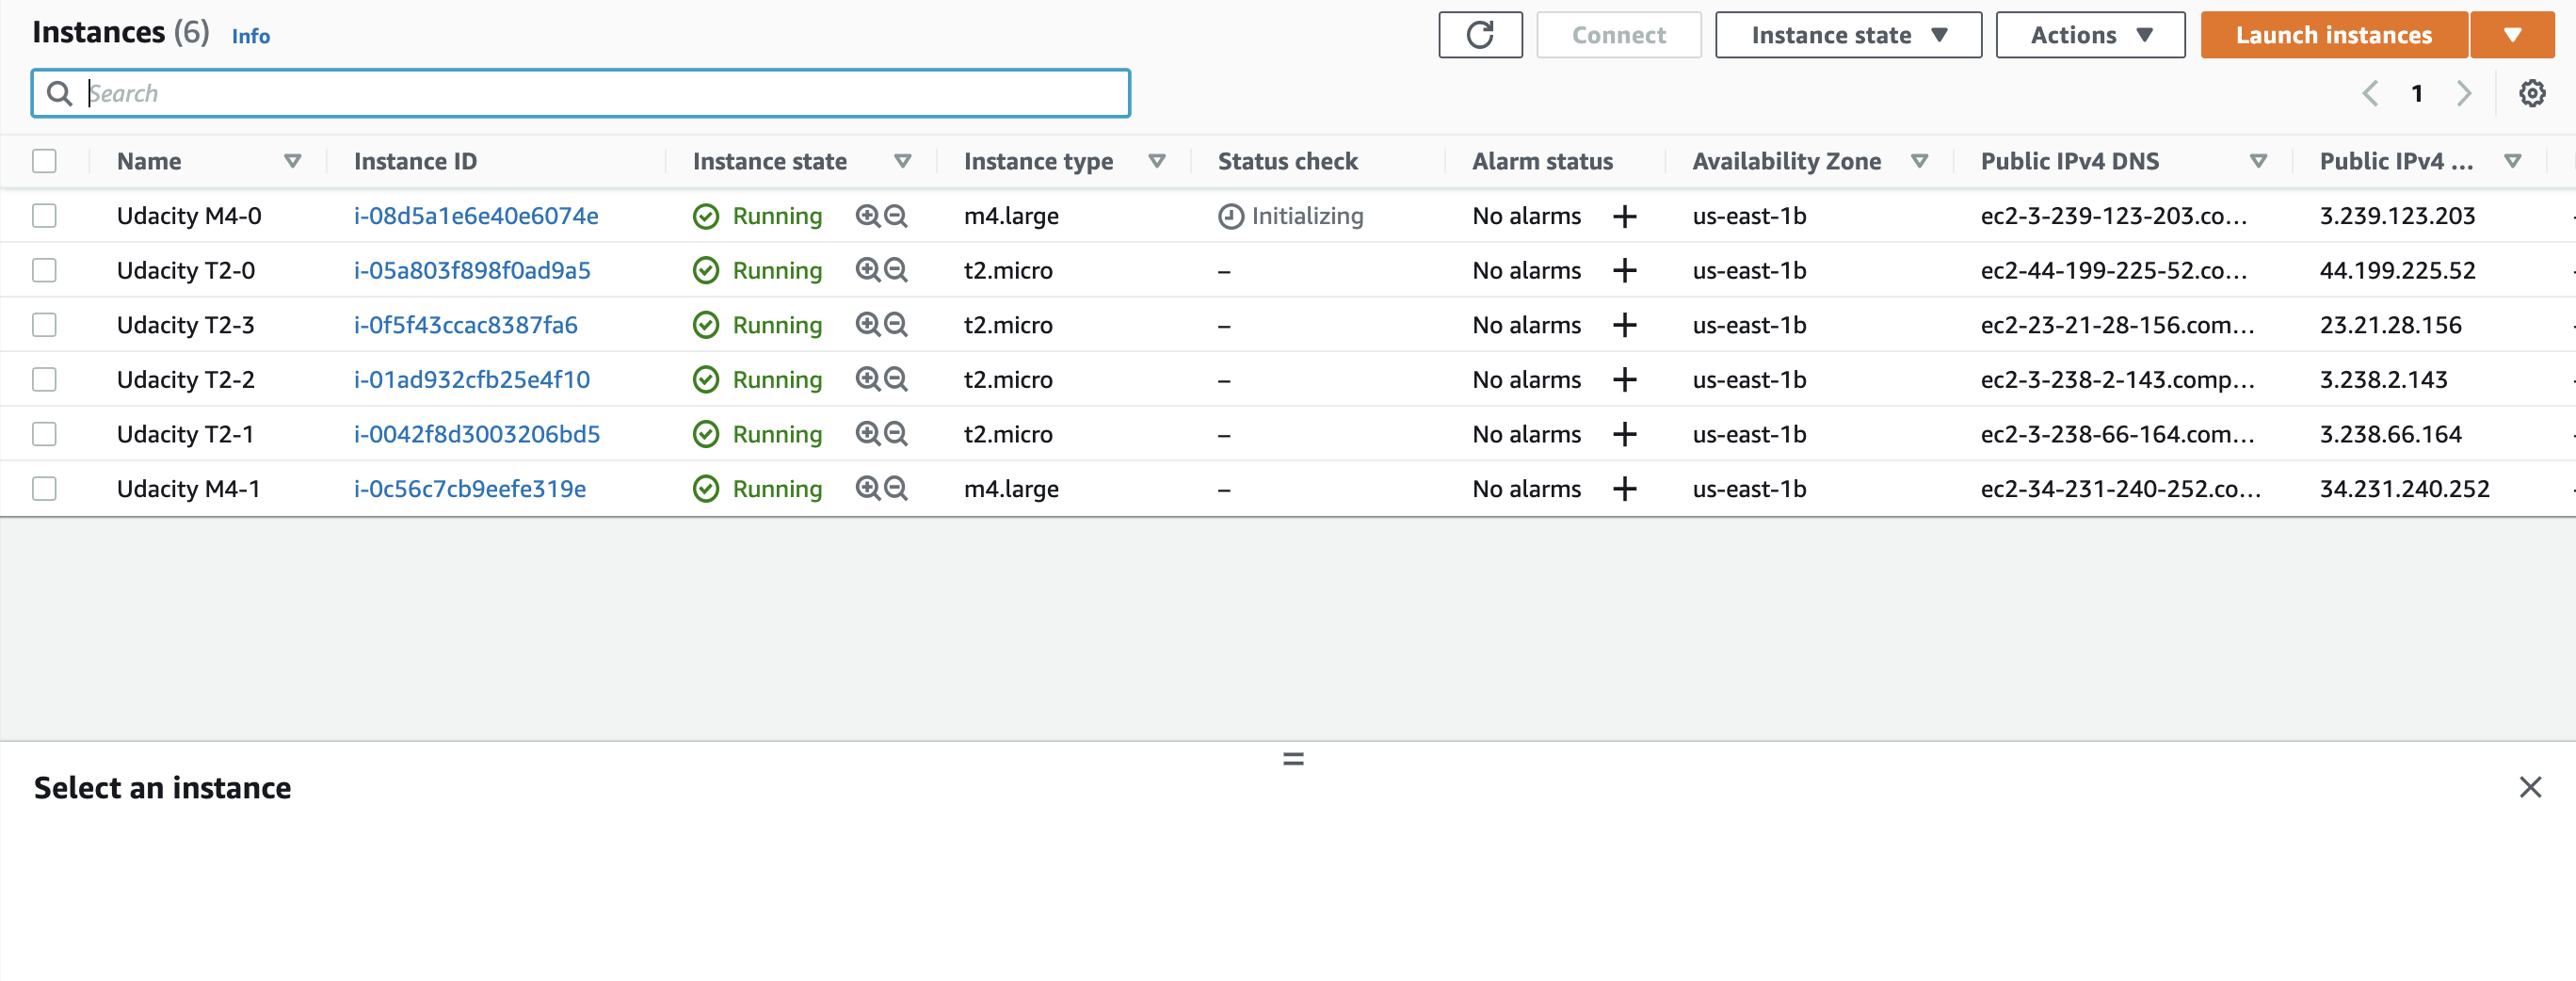 Instances (6) Info Connect Instance state Actions Launch instances
Search 1
Name Instance ID Instance state Instance type Status check Alarm status Availability Zone Public IPv4 DNS Public IPv4 ...
Udacity M4-0 i-08d5a1e6e40e6074e Running m4.large Initializing No alarms + us-east-1b ec2-3-239-123-203.co... 3.239.123.203
Udacity T2-0 i-05a803f898f0ad9a5 Running t2.micro – No alarms + us-east-1b ec2-44-199-225-52.co... 44.199.225.52
Udacity T2-3 i-0f5f43ccac8387fa6 Running t2.micro – No alarms + us-east-1b ec2-23-21-28-156.com... 23.21.28.156
Udacity T2-2 i-01ad932cfb25e4f10 Running t2.micro – No alarms + us-east-1b ec2-3-238-2-143.comp... 3.238.2.143
Udacity T2-1 i-0042f8d3003206bd5 Running t2.micro – No alarms + us-east-1b ec2-3-238-66-164.com... 3.238.66.164
Udacity M4-1 i-0c56c7cb9eefe319e Running m4.large – No alarms + us-east-1b ec2-34-231-240-252.co... 34.231.240.252
Select an instance